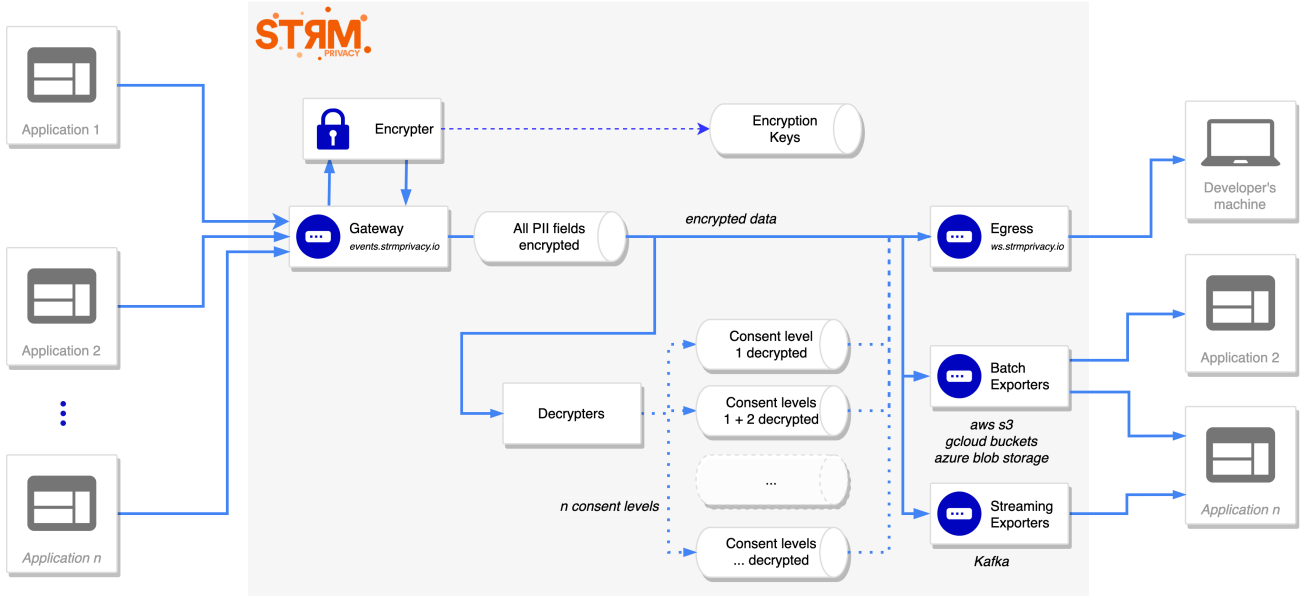 STЯM
PRIVACY
Application 1
Application 2
Application n
Encrypter
Encryption
Keys
Gateway
events.strmprivacy.io
All PII fields
encrypted
encrypted data
Decrypters
n consent levels
Consent level
1 decrypted
Consent levels
1 + 2 decrypted
...
Consent levels
... decrypted
Egress
ws.strmprivacy.io
Batch
Exporters
aws s3
gcloud buckets
azure blob storage
Streaming
Exporters
Kafka
Developer's
machine
Application 2
Application n